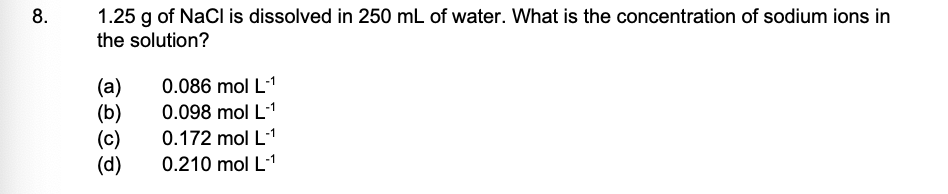 8. 1.25 g of NaCl is dissolved in 250 mL of water. What is the concentration of sodium ions in
the solution?
(a) 0.086 mol L⁻¹
(b) 0.098 mol L⁻¹
(c) 0.172 mol L⁻¹
(d) 0.210 mol L⁻¹